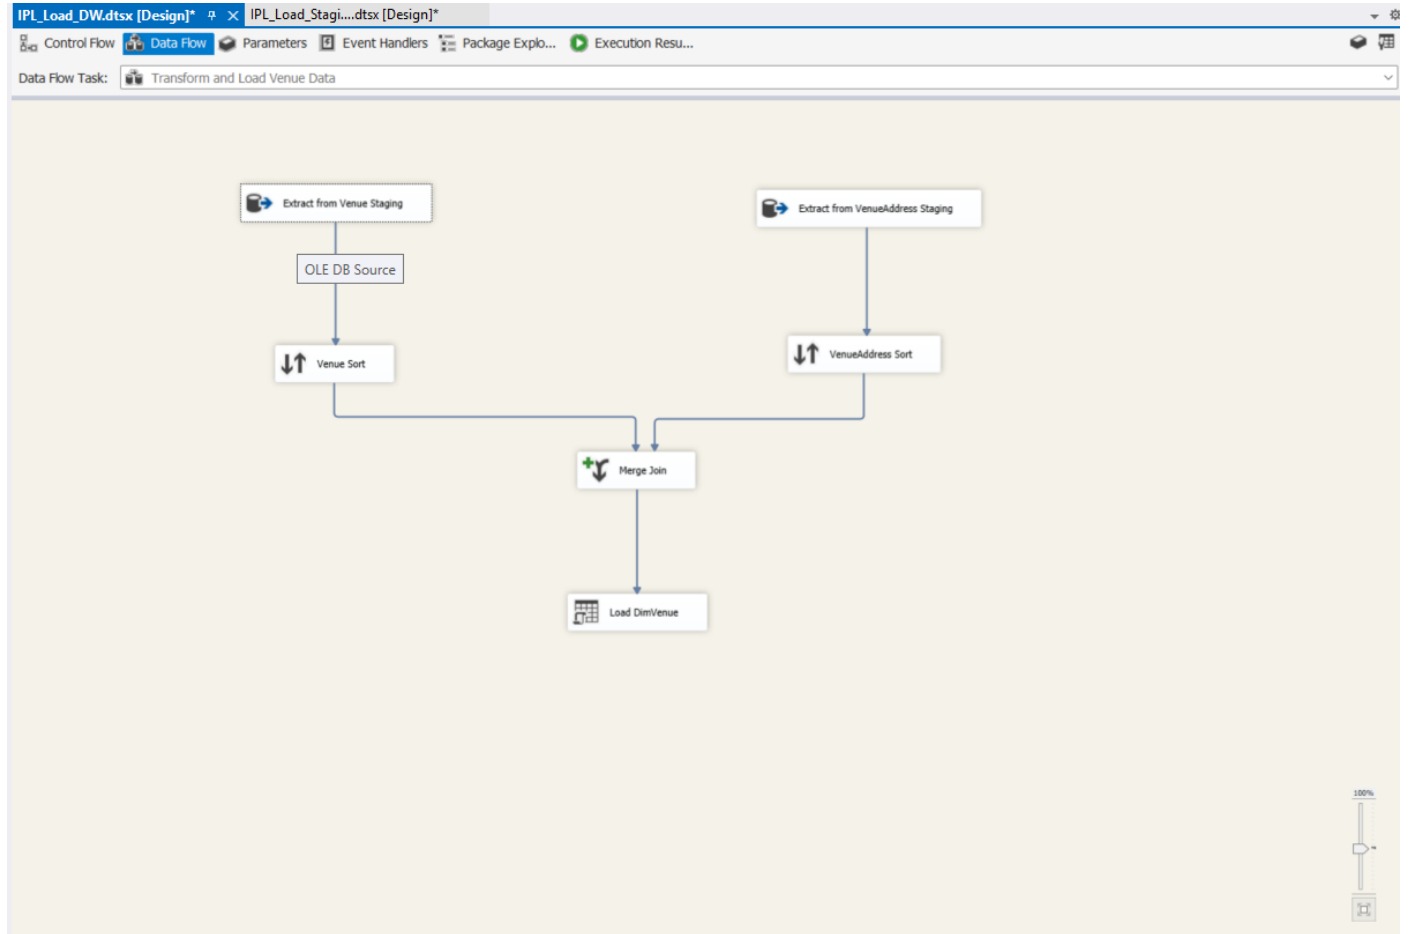 IPL_Load_DW.dtsx [Design]* IPL_Load_Stagi....dtsx [Design]*
Control Flow Data Flow Parameters Event Handlers Package Explo... Execution Resu...
Data Flow Task: Transform and Load Venue Data
Extract from Venue Staging
Extract from VenueAddress Staging
OLE DB Source
Venue Sort
VenueAddress Sort
Merge Join
Load DimVenue
100%